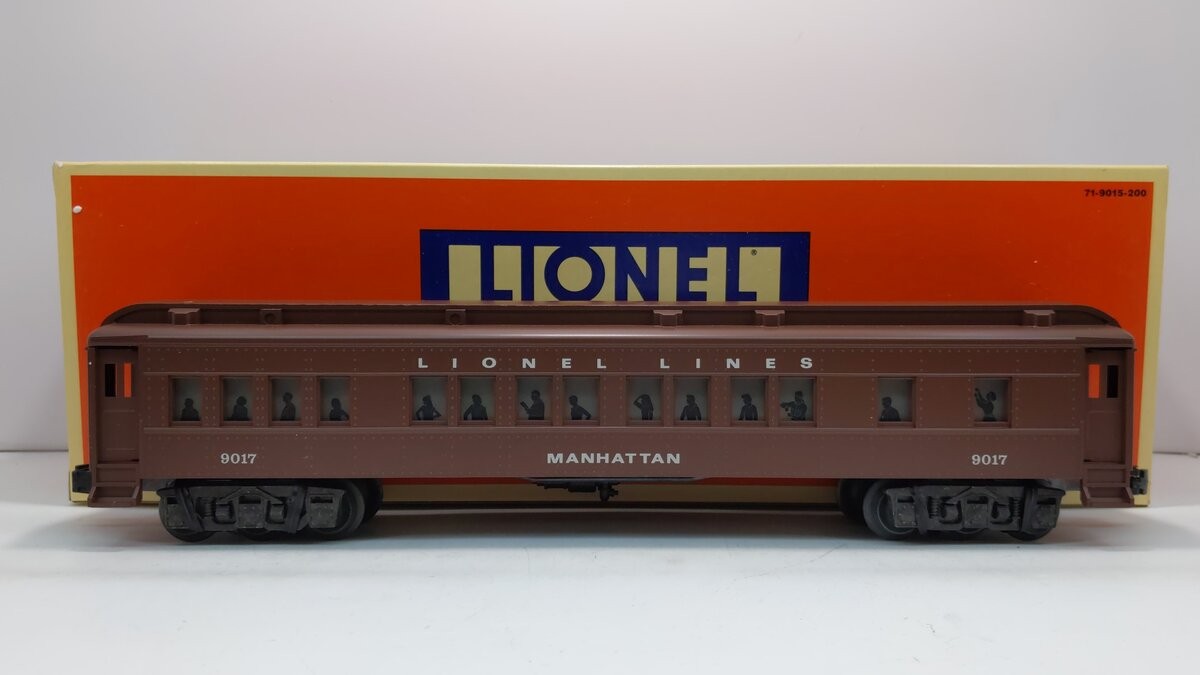 71-9015-200
LIONEL®
LIONEL LINES
9017 MANHATTAN 9017